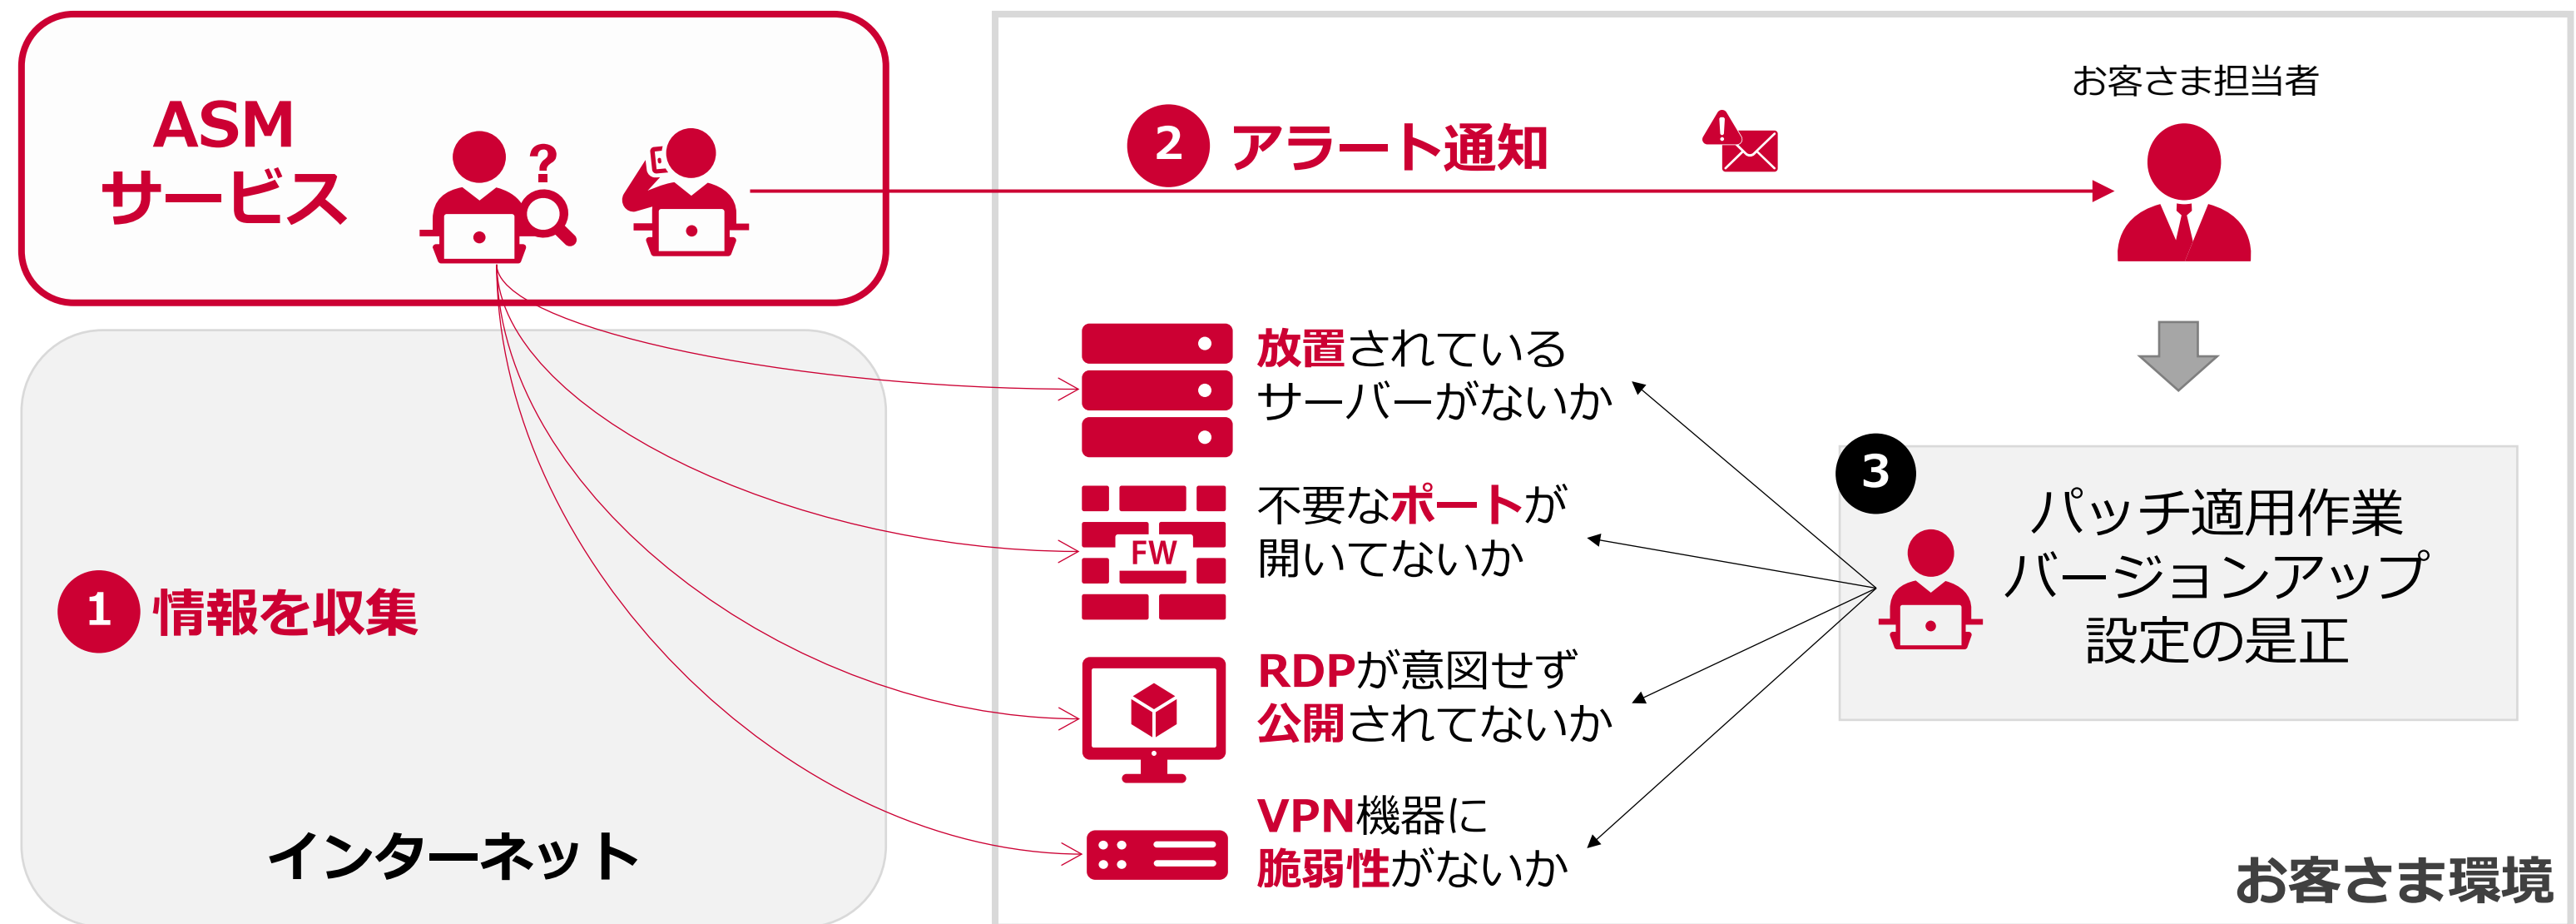 ASM
サービス
?
1 情報を収集
インターネット
2 アラート通知
お客さま担当者
放置されている
サーバーがないか
FW
不要なポートが
開いてないか
RDPが意図せず
公開されてないか
VPN機器に
脆弱性がないか
3
パッチ適用作業
バージョンアップ
設定の是正
お客さま環境